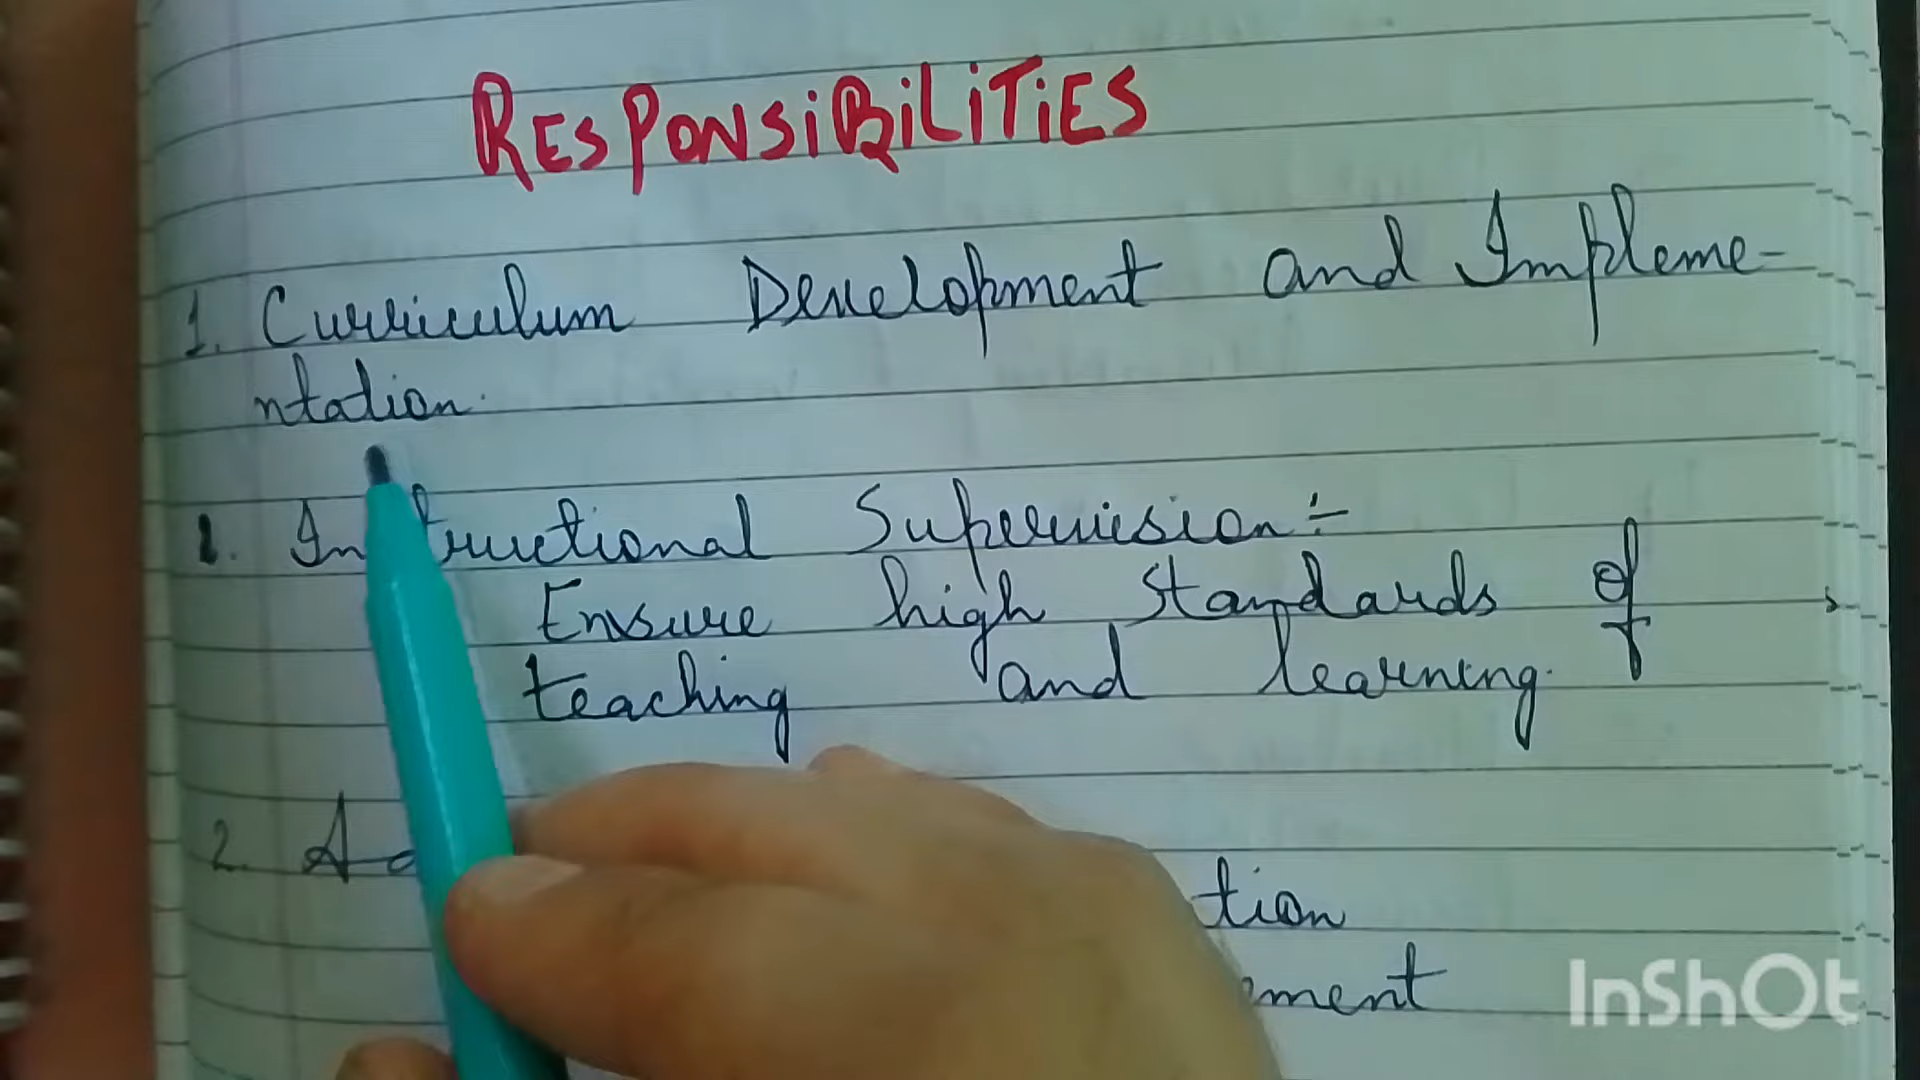 RESPONSiBiLiTiES
1. Curriculum Development and Impleme-
ntation.
2. Instructional Supervision:-
Ensure high standards of
teaching and learning.
2.
tion
ement
InShOt